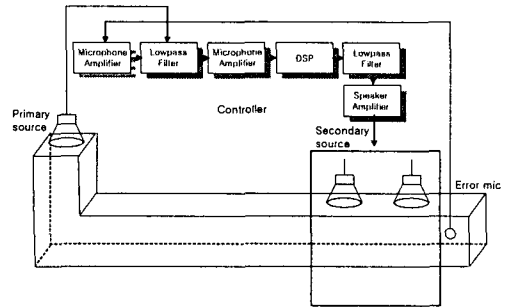 Microphone
Amplifier
Lowpass
Filter
Microphone
Amplifier
DSP
Lowpass
Filter
Speaker
Amplifier
Controller
Primary
source
Secondary
source
Error mic